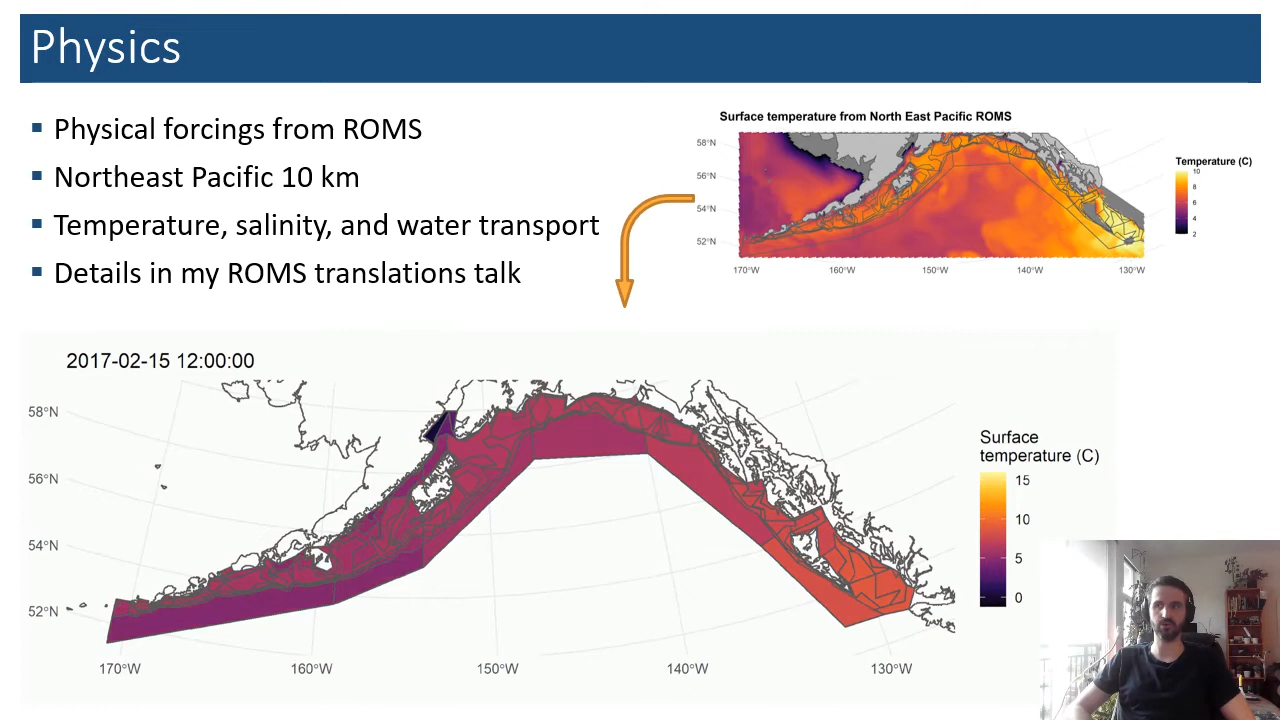 Physics
Physical forcings from ROMS
Northeast Pacific 10 km
Temperature, salinity, and water transport
Details in my ROMS translations talk
Surface temperature from North East Pacific ROMS
58°N
56°N
54°N
52°N
170°W
160°W
150°W
140°W
130°W
Temperature (C)
10
8
6
4
2
2017-02-15 12:00:00
58°N
56°N
54°N
52°N
170°W
160°W
150°W
140°W
130°W
Surface
temperature (C)
15
10
5
0